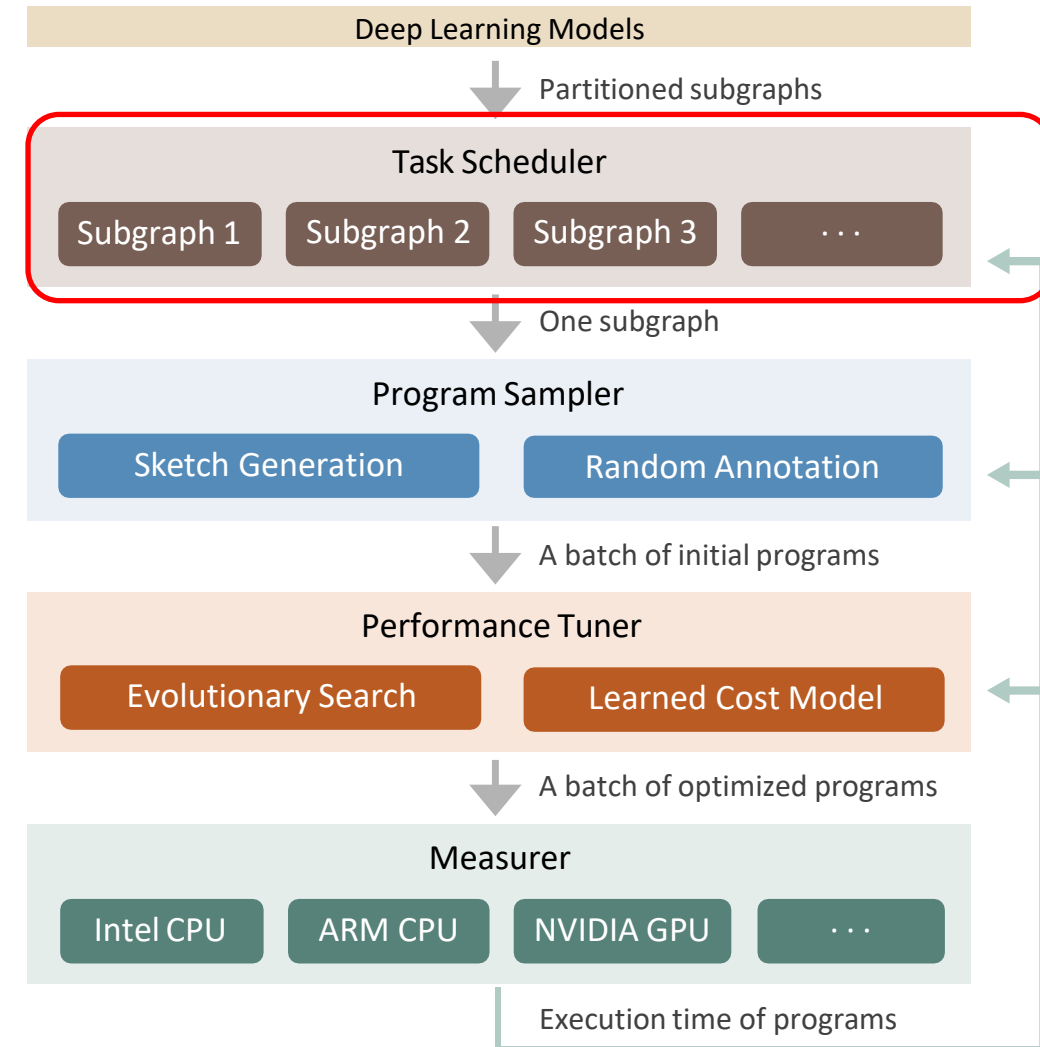 Deep Learning Models
Partitioned subgraphs
Task Scheduler
Subgraph 1
Subgraph 2
Subgraph 3
. . .
One subgraph
Program Sampler
Sketch Generation
Random Annotation
A batch of initial programs
Performance Tuner
Evolutionary Search
Learned Cost Model
A batch of optimized programs
Measurer
Intel CPU
ARM CPU
NVIDIA GPU
. . .
Execution time of programs